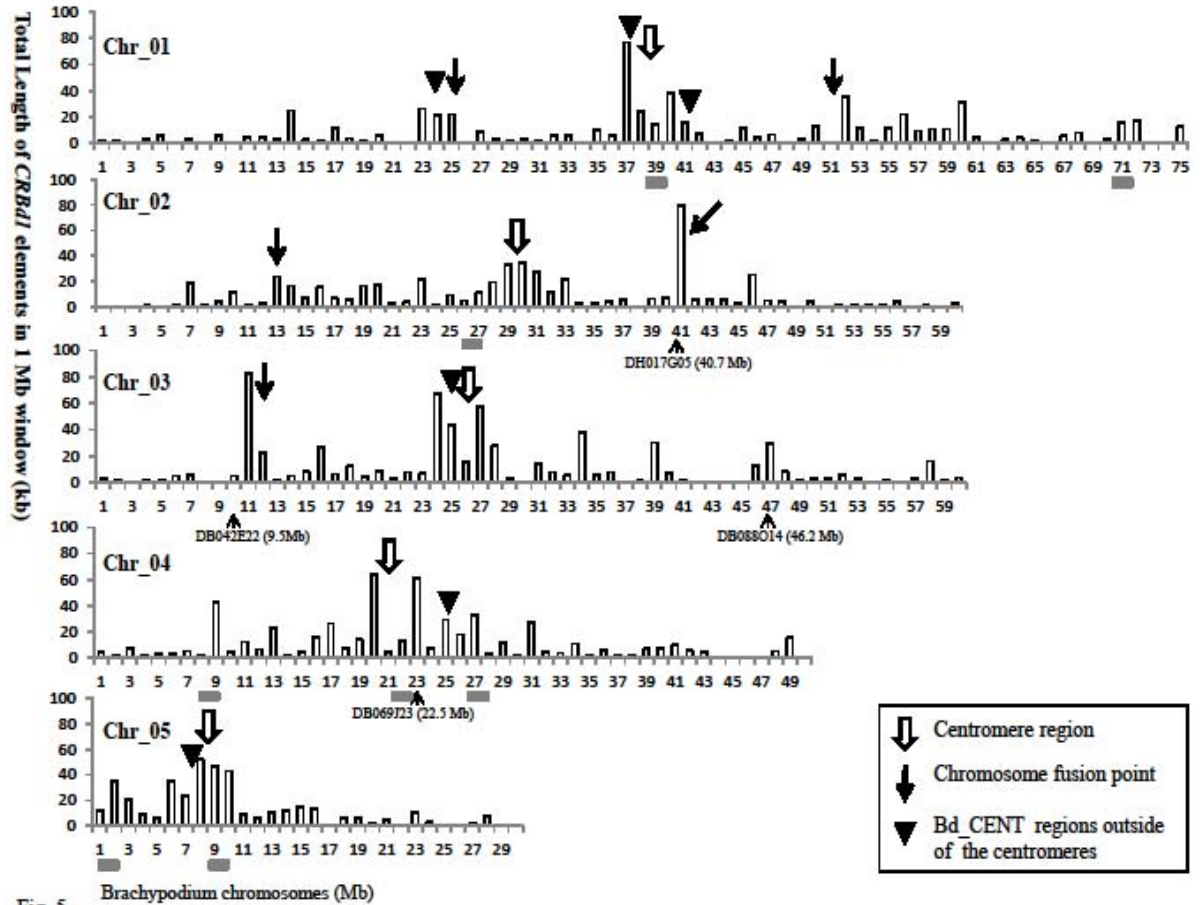 Total Length of CRBd1 elements in 1 Mb window (kb)
100
80
60
40
20
0
Chr_01
1 3 5 7 9 11 13 15 17 19 21 23 25 27 29 31 33 35 37 39 41 43 45 47 49 51 53 55 57 59 61 63 65 67 69 71 73 75
100
80
60
40
20
0
Chr_02
1 3 5 7 9 11 13 15 17 19 21 23 25 27 29 31 33 35 37 39 41 43 45 47 49 51 53 55 57 59
DH017G05 (40.7 Mb)
100
80
60
40
20
0
Chr_03
1 3 5 7 9 11 13 15 17 19 21 23 25 27 29 31 33 35 37 39 41 43 45 47 49 51 53 55 57 59
DB042E22 (9.5Mb)
DB088O14 (46.2 Mb)
100
80
60
40
20
0
Chr_04
1 3 5 7 9 11 13 15 17 19 21 23 25 27 29 31 33 35 37 39 41 43 45 47 49
DB069J23 (22.5 Mb)
100
80
60
40
20
0
Chr_05
1 3 5 7 9 11 13 15 17 19 21 23 25 27 29
Brachypodium chromosomes (Mb)
Centromere region
Chromosome fusion point
Bd_CENT regions outside
of the centromeres